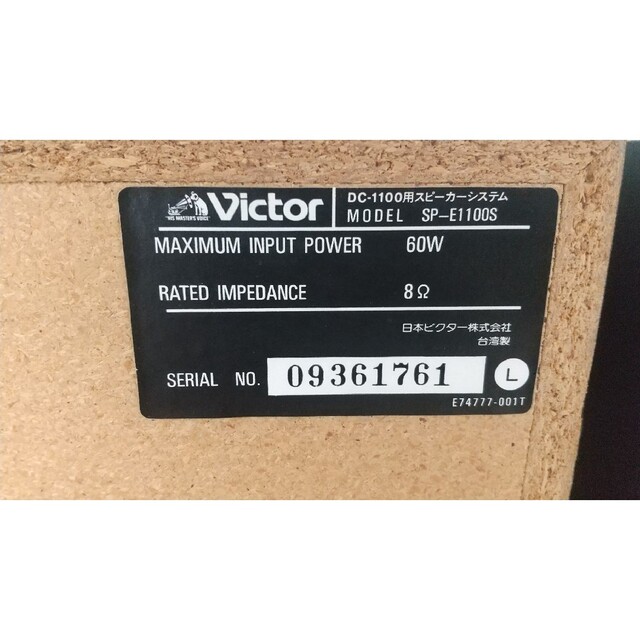 "HIS MASTER'S VOICE"
Victor
DC-1100用スピーカーシステム
MODEL SP-E1100S
MAXIMUM INPUT POWER 60W
RATED IMPEDANCE 8Ω
日本ビクター株式会社
台湾製
SERIAL NO. 09361761 L
E74777-001T